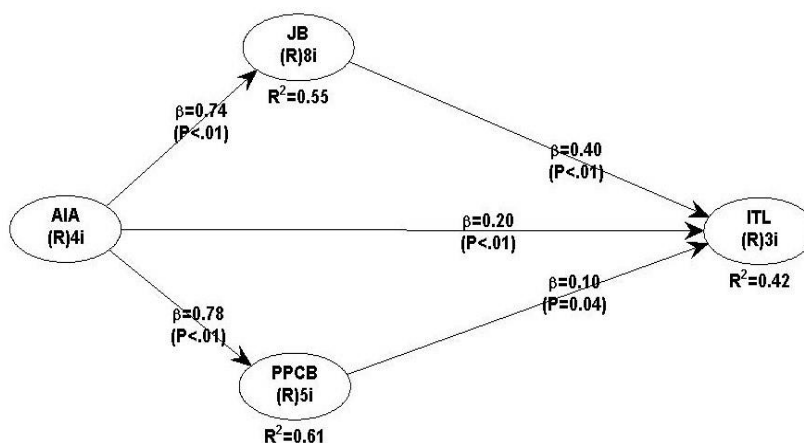 JB
(R)8i
R²=0.55
β=0.74
(P<.01)
β=0.40
(P<.01)
AIA
(R)4i
β=0.20
(P<.01)
ITL
(R)3i
R²=0.42
β=0.78
(P<.01)
β=0.10
(P=0.04)
PPCB
(R)5i
R²=0.61